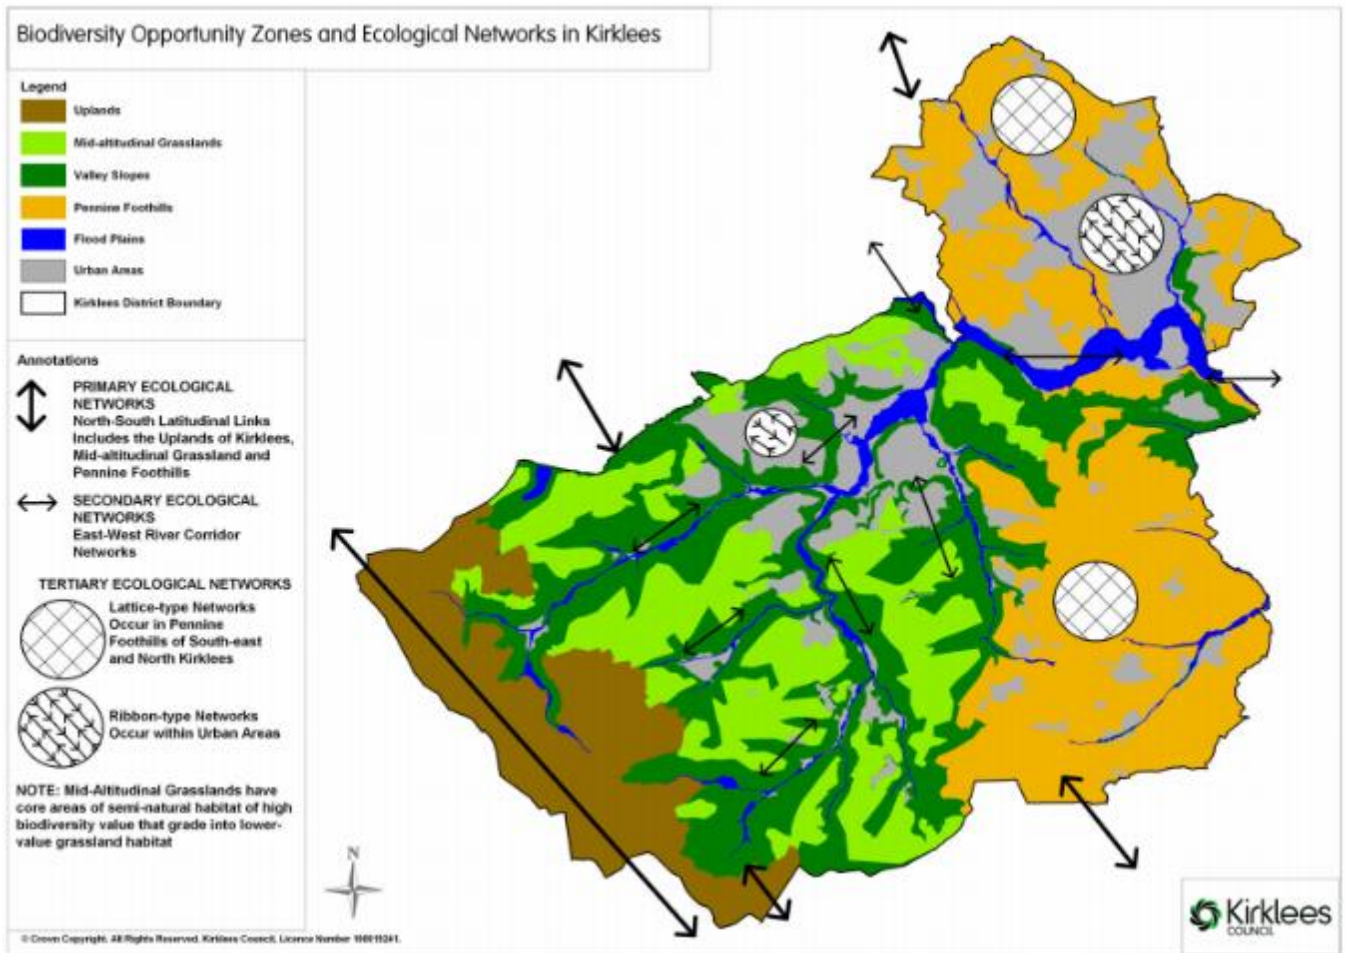 Biodiversity Opportunity Zones and Ecological Networks in Kirklees
Legend
Uplands
Mid-altitudinal Grasslands
Valley Slopes
Pennine Foothills
Flood Plains
Urban Areas
Kirklees District Boundary
Annotations
PRIMARY ECOLOGICAL
NETWORKS
North-South Latitudinal Links
Includes the Uplands of Kirklees,
Mid-altitudinal Grassland and
Pennine Foothills
SECONDARY ECOLOGICAL
NETWORKS
East-West River Corridor
Networks
TERTIARY ECOLOGICAL NETWORKS
Lattice-type Networks
Occur in Pennine
Foothills of South-east
and North Kirklees
Ribbon-type Networks
Occur within Urban Areas
NOTE: Mid-Altitudinal Grasslands have
core areas of semi-natural habitat of high
biodiversity value that grade into lower-
value grassland habitat
N
© Crown Copyright. All Rights Reserved. Kirklees Council, Licence Number 100019241.
Kirklees
COUNCIL